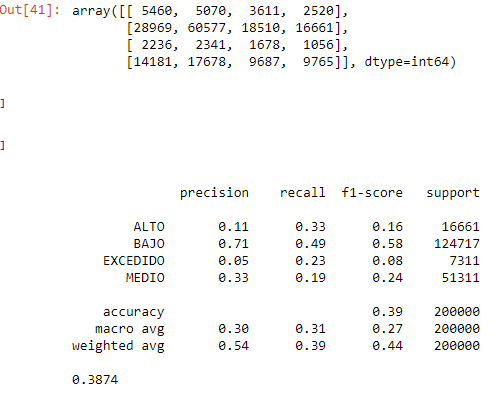 Out[41]: array([[ 5460,  5070,  3611,  2520],
       [28969, 60577, 18510, 16661],
       [ 2236,  2341,  1678,  1056],
       [14181, 17678,  9687,  9765]], dtype=int64)
]
]
precision    recall  f1-score   support
ALTO       0.11      0.33      0.16     16661
BAJO       0.71      0.49      0.58    124717
EXCEDIDO       0.05      0.23      0.08      7311
MEDIO       0.33      0.19      0.24     51311
accuracy                           0.39    200000
macro avg       0.30      0.31      0.27    200000
weighted avg       0.54      0.39      0.44    200000
0.3874